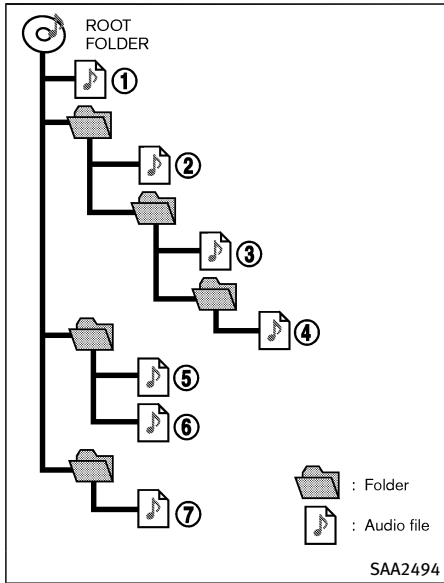 ROOT
FOLDER
①
②
③
④
⑤
⑥
⑦
: Folder
: Audio file
SAA2494